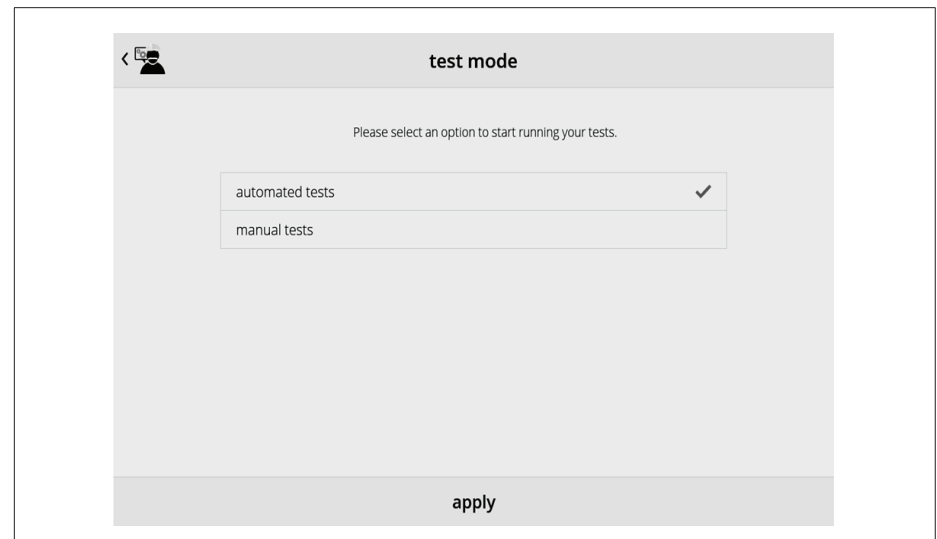 test mode
Please select an option to start running your tests.
automated tests
manual tests
apply